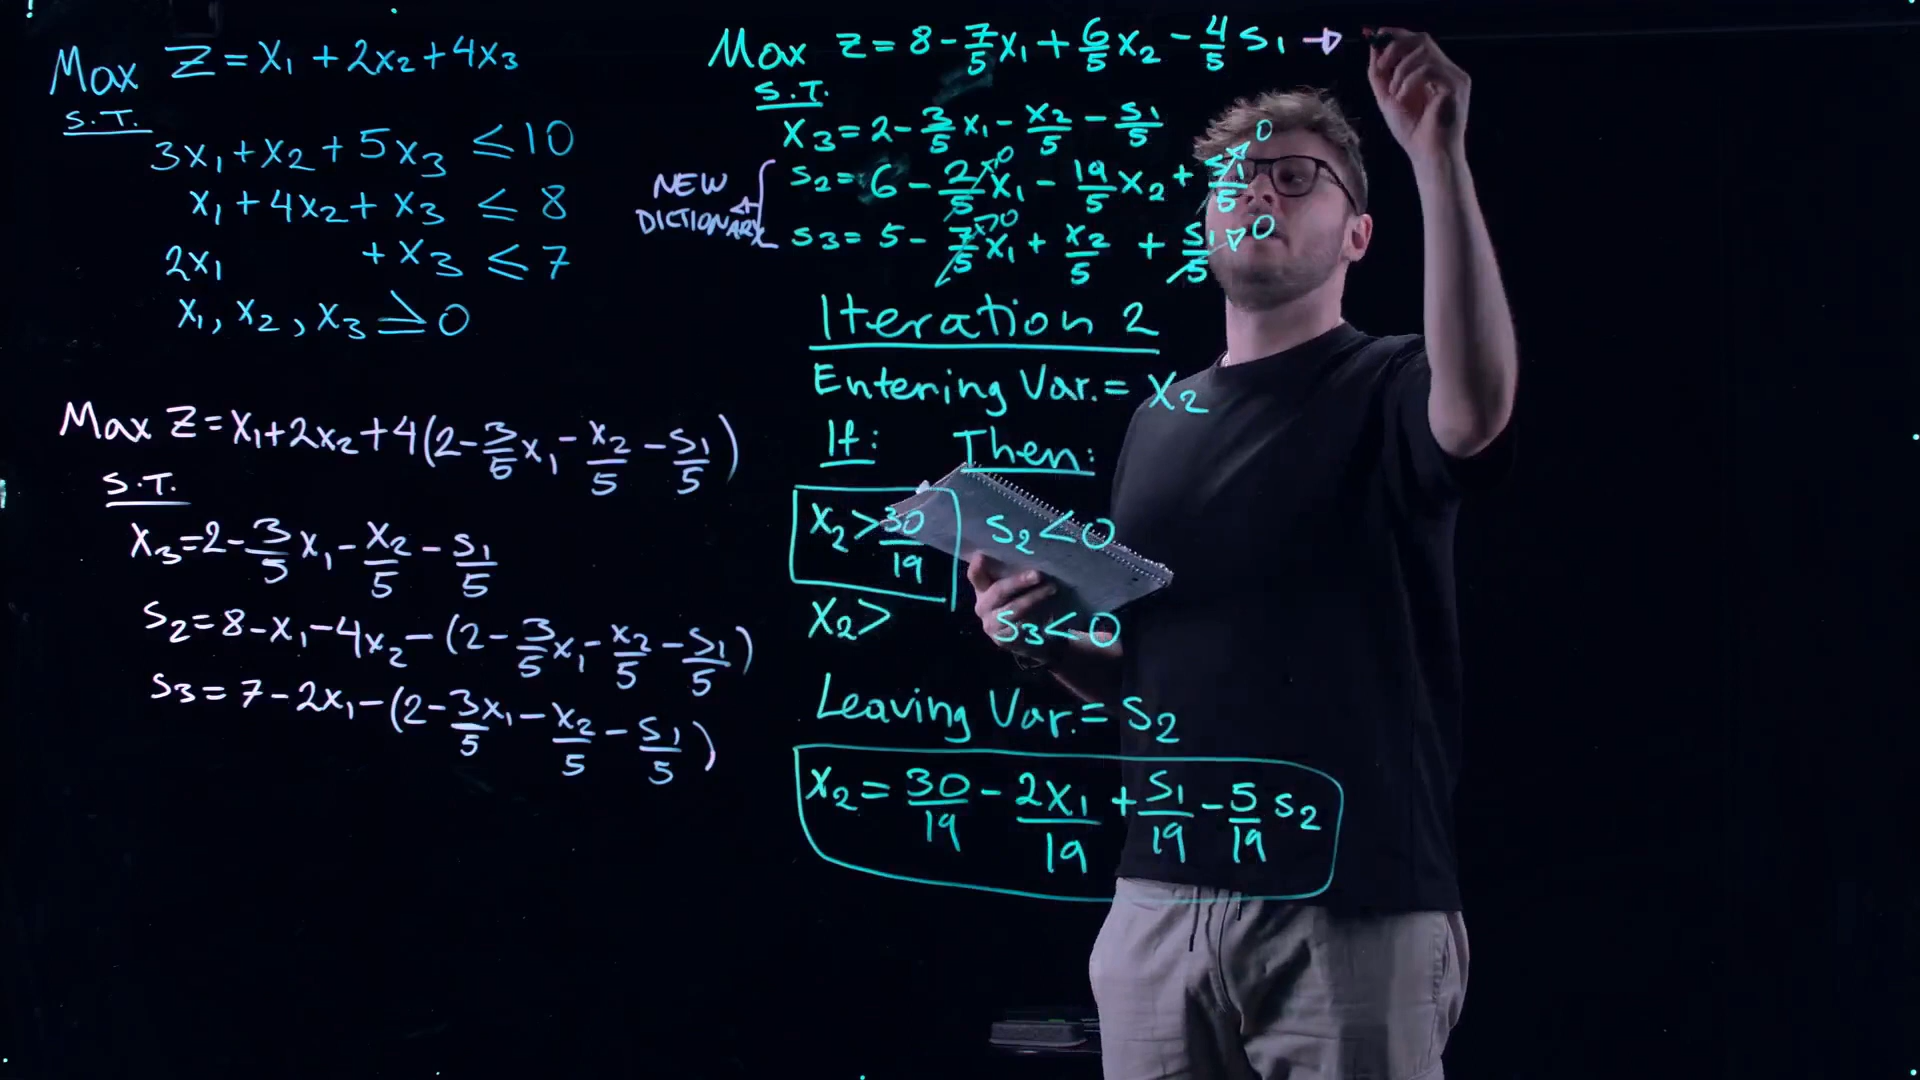 Max Z = x₁ + 2x₂ + 4x₃
S.T.
3x₁ + x₂ + 5x₃ ≤ 10
x₁ + 4x₂ + x₃ ≤ 8
2x₁ + x₃ ≤ 7
x₁, x₂, x₃ ≥ 0
Max Z = x₁ + 2x₂ + 4(2 - 3/5 x₁ - x₂/5 - s₁/5)
S.T.
x₃ = 2 - 3/5 x₁ - x₂/5 - s₁/5
s₂ = 8 - x₁ - 4x₂ - (2 - 3/5 x₁ - x₂/5 - s₁/5)
s₃ = 7 - 2x₁ - (2 - 3x₁/5 - x₂/5 - s₁/5)
Max Z = 8 - 7/5 x₁ + 6/5 x₂ - 4/5 s₁ →
S.T.
x₃ = 2 - 3/5 x₁ - x₂/5 - s₁/5
s₂ = 6 - 2/5 x₁ →0 - 19/5 x₂ + s₁/5 →0
s₃ = 5 - 7/5 x₁ →0 + x₂/5 + s₁/5 →0
NEW
DICTIONARY
Iteration 2
Entering Var. = x₂
If: Then:
x₂ > 30/19 s₂ < 0
x₂ > s₃ < 0
Leaving Var. = s₂
x₂ = 30/19 - 2x₁/19 + s₁/19 - 5/19 s₂